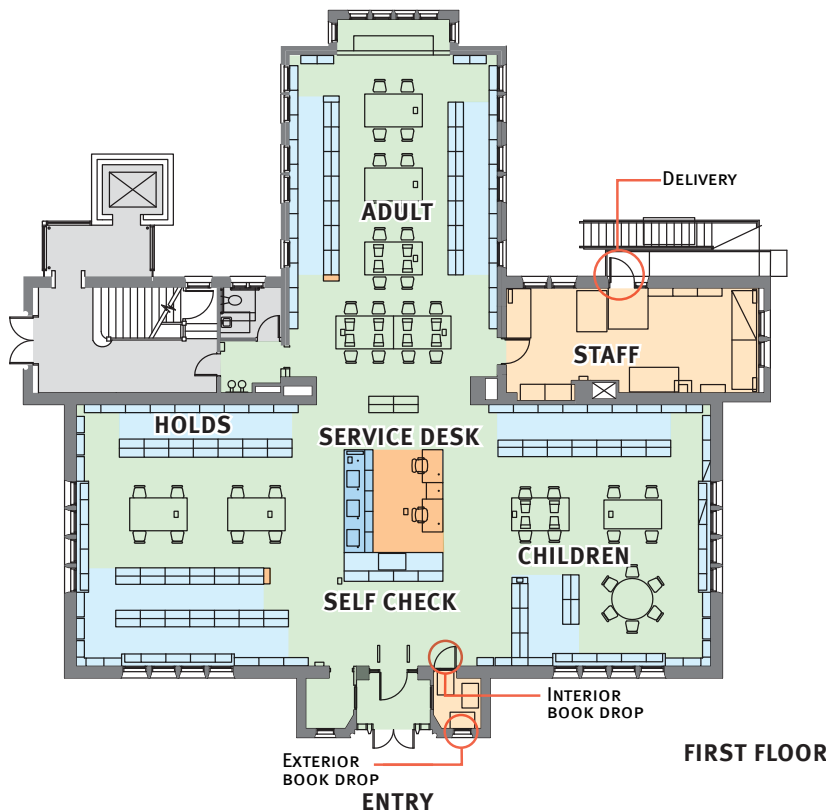 DELIVERY
ADULT
STAFF
HOLDS
SERVICE DESK
CHILDREN
SELF CHECK
INTERIOR
BOOK DROP
EXTERIOR
BOOK DROP
FIRST FLOOR
ENTRY